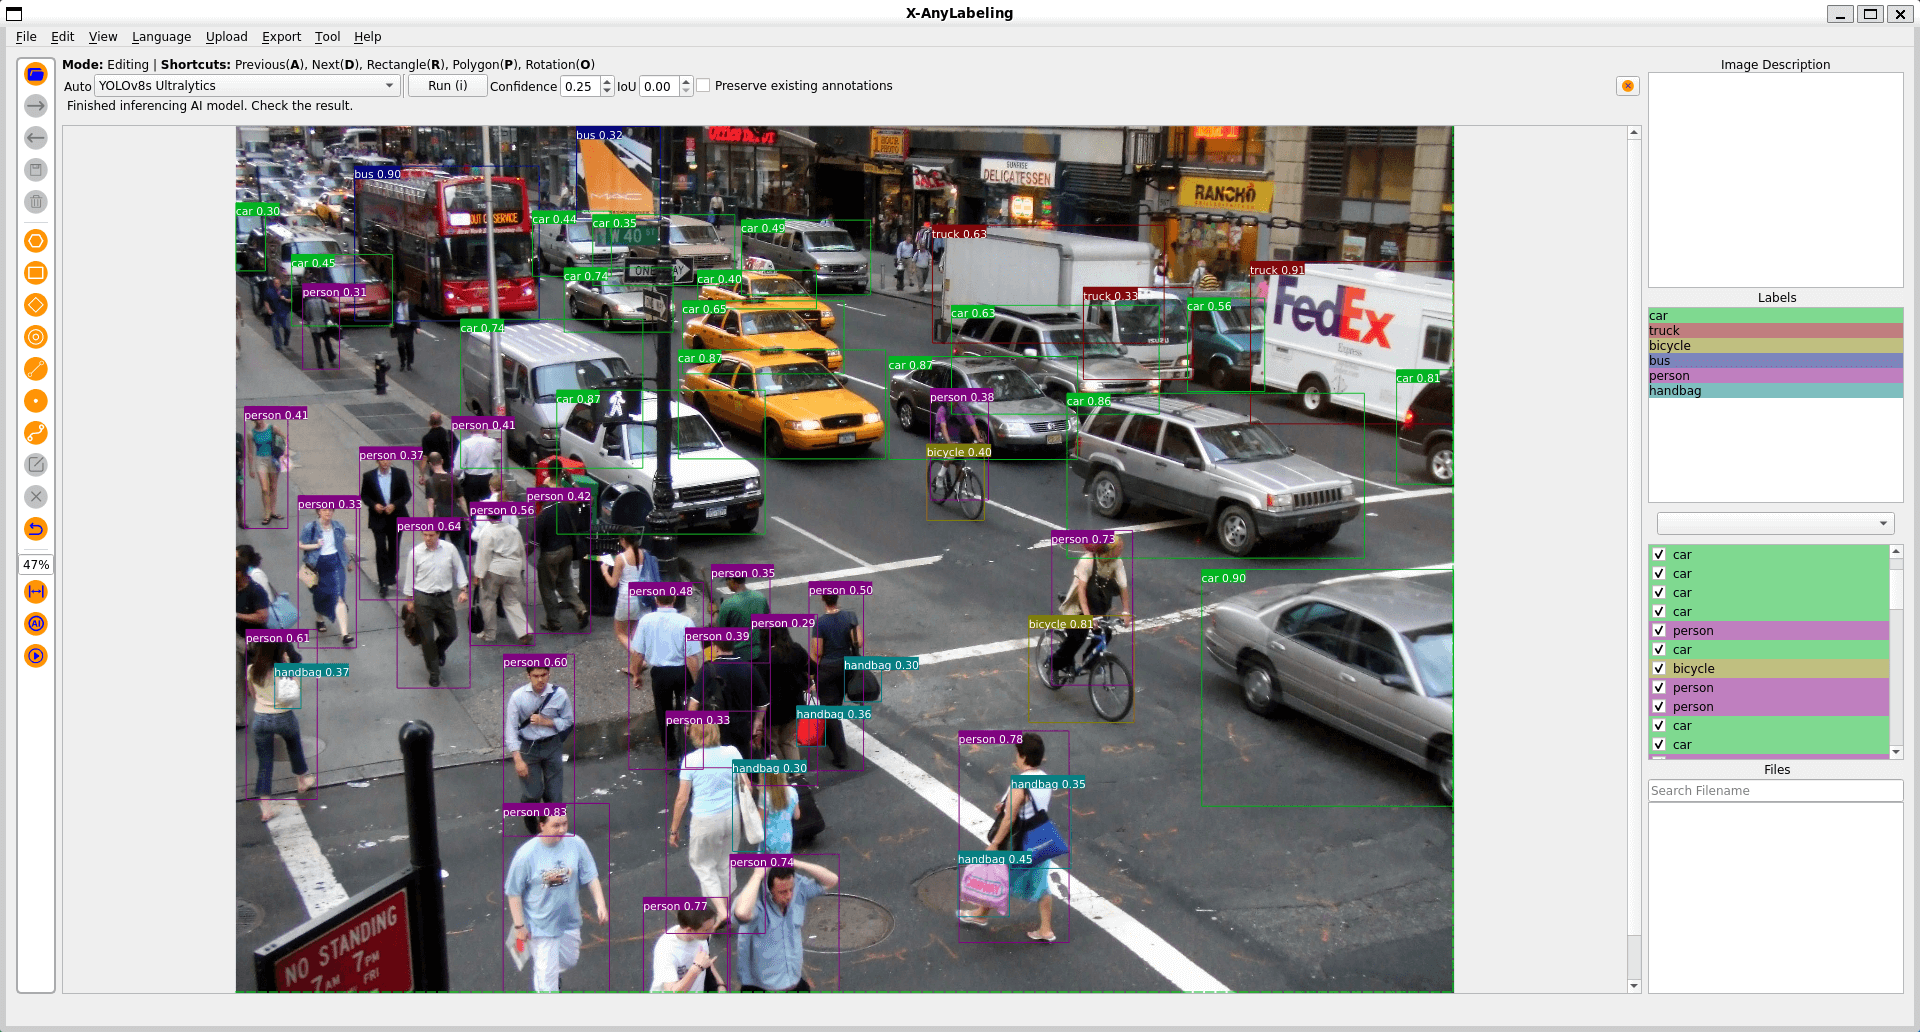 X-AnyLabeling
File Edit View Language Upload Export Tool Help
Mode: Editing | Shortcuts: Previous(A), Next(D), Rectangle(R), Polygon(P), Rotation(O)
Auto YOLOv8s Ultralytics Run (i) Confidence 0.25 IoU 0.00 Preserve existing annotations
Finished inferencing AI model. Check the result.
47%
AI
bus 0.32
bus 0.90
car 0.30
car 0.44
car 0.35
car 0.49
truck 0.63
car 0.45
car 0.74
car 0.40
truck 0.91
person 0.31
truck 0.33
car 0.65
car 0.63
car 0.56
car 0.74
car 0.87
car 0.87
car 0.81
car 0.87
person 0.38
car 0.86
person 0.41
person 0.41
bicycle 0.40
person 0.37
person 0.33
person 0.56
person 0.42
person 0.64
person 0.73
person 0.35
car 0.90
person 0.48
person 0.50
person 0.29
bicycle 0.81
person 0.61
person 0.39
handbag 0.37
person 0.60
handbag 0.30
person 0.33
handbag 0.36
person 0.78
handbag 0.30
handbag 0.35
person 0.83
person 0.74
handbag 0.45
person 0.77
OUT OF SERVICE
W 40 ST
ONE WAY
DELICATESSEN
RANCHO
FedEx
Express
ISUZU
NO STANDING
7AM 7PM
FRI
Image Description
Labels
car
truck
bicycle
bus
person
handbag
car
car
car
car
person
car
bicycle
person
person
car
car
Files
Search Filename